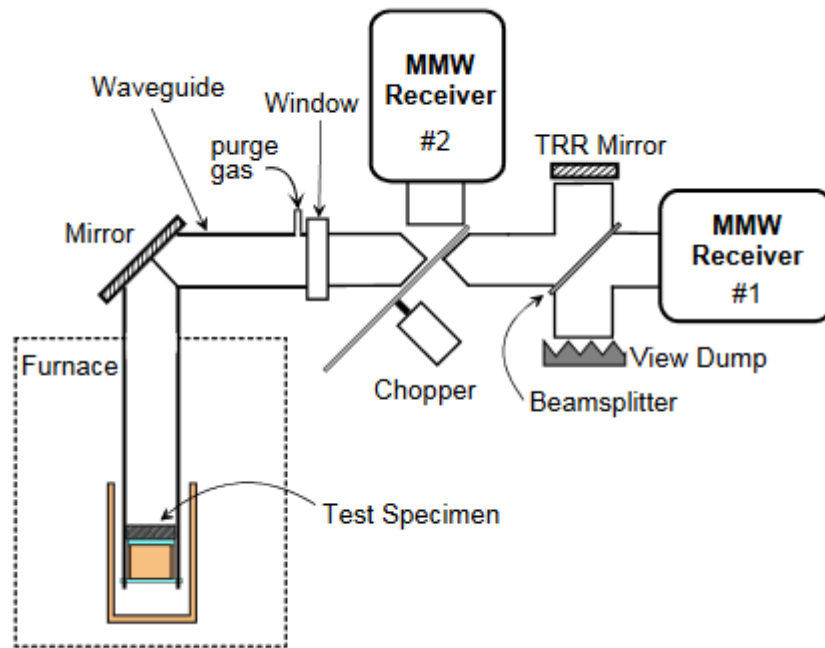 MMW
Receiver
#2
Waveguide
Window
purge
gas
TRR Mirror
Mirror
MMW
Receiver
#1
Furnace
Chopper
View Dump
Beamsplitter
Test Specimen